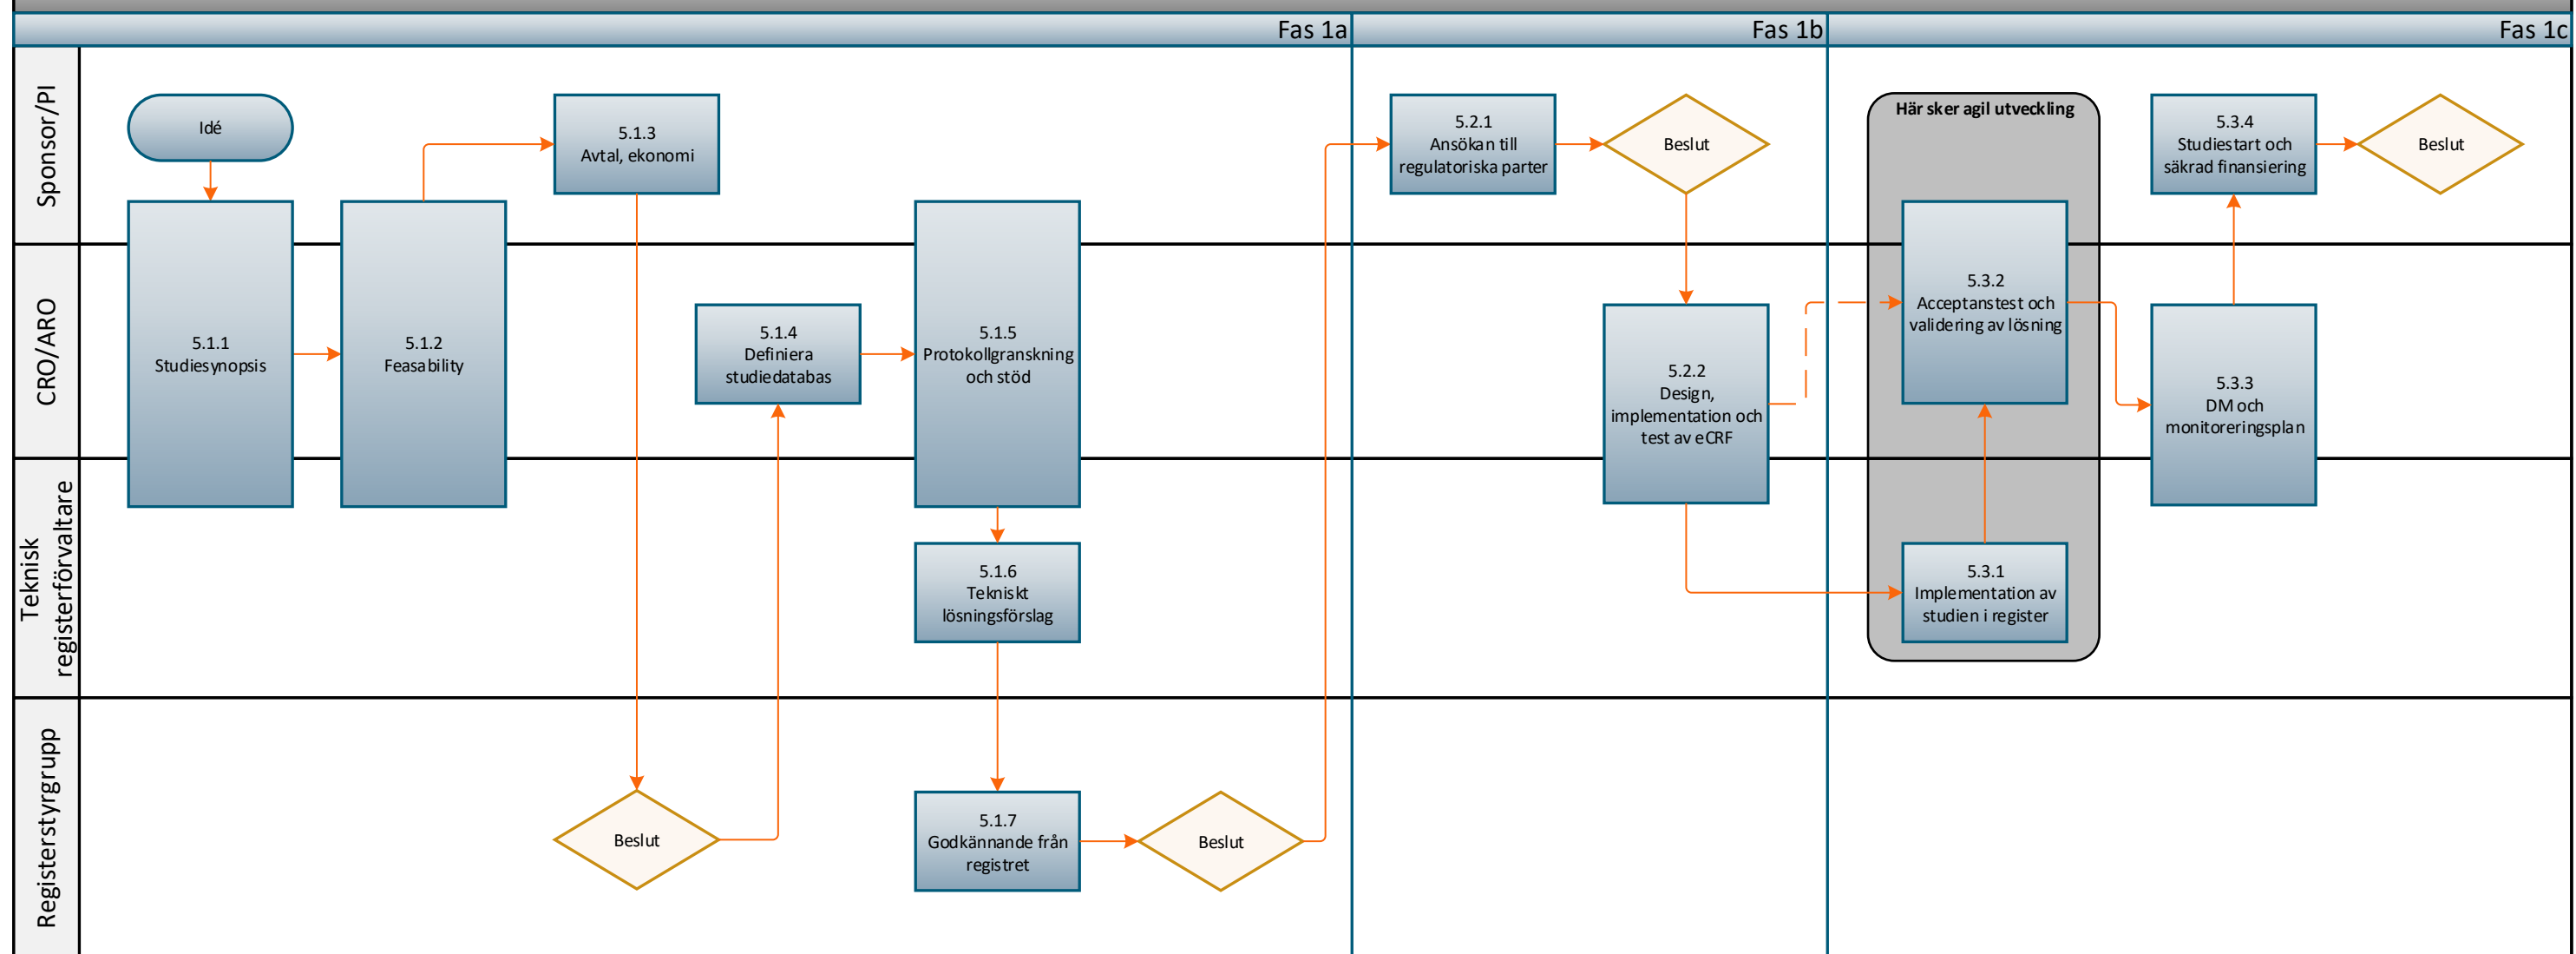 Fas 1a
Fas 1b
Fas 1c
Sponsor/PI
Idé
5.1.3
Avtal, ekonomi
5.2.1
Ansökan till
regulatoriska parter
Beslut
Här sker agil utveckling
5.3.4
Studiestart och
säkrad finansiering
Beslut
CRO/ARO
5.1.1
Studiesynopsis
5.1.2
Feasability
5.1.4
Definiera
studiedatabas
5.1.5
Protokollgranskning
och stöd
5.2.2
Design,
implementation och
test av eCRF
5.3.2
Acceptanstest och
validering av lösning
5.3.3
DM och
monitoreringsplan
Teknisk
registerförvaltare
5.1.6
Tekniskt
lösningsförslag
5.3.1
Implementation av
studien i register
Registerstyrgrupp
Beslut
5.1.7
Godkännande från
registret
Beslut